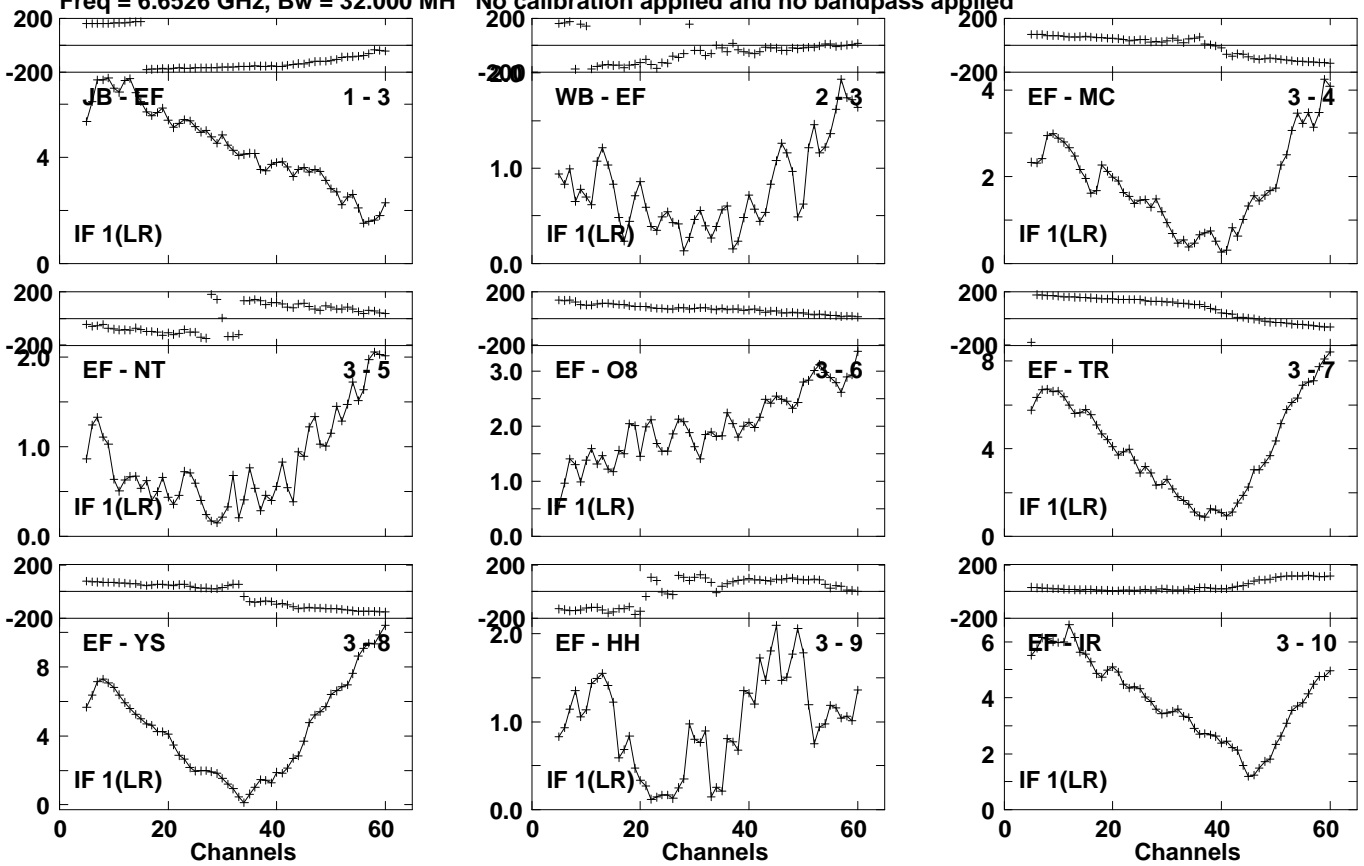 Freq = 6.6526 GHz, Bw = 32.000 MH No calibration applied and no bandpass applied
200
-200
JB - EF
1 - 3
4
0
IF 1(LR)
200
-200
2.0
WB - EF
2 - 3
1.0
0.0
IF 1(LR)
200
-200
4
EF - MC
3 - 4
2
0
IF 1(LR)
200
-200
2.0
EF - NT
3 - 5
1.0
0.0
IF 1(LR)
200
-200
3.0
EF - O8
3 - 6
2.0
1.0
0.0
IF 1(LR)
200
-200
8
EF - TR
3 - 7
4
0
IF 1(LR)
200
-200
8
EF - YS
3 - 8
4
0
IF 1(LR)
0 20 40 60
Channels
200
-200
2.0
EF - HH
3 - 9
1.0
0.0
IF 1(LR)
0 20 40 60
200
-200
6
EF - IR
3 - 10
4
2
0
IF 1(LR)
0 20 40 60
Channels